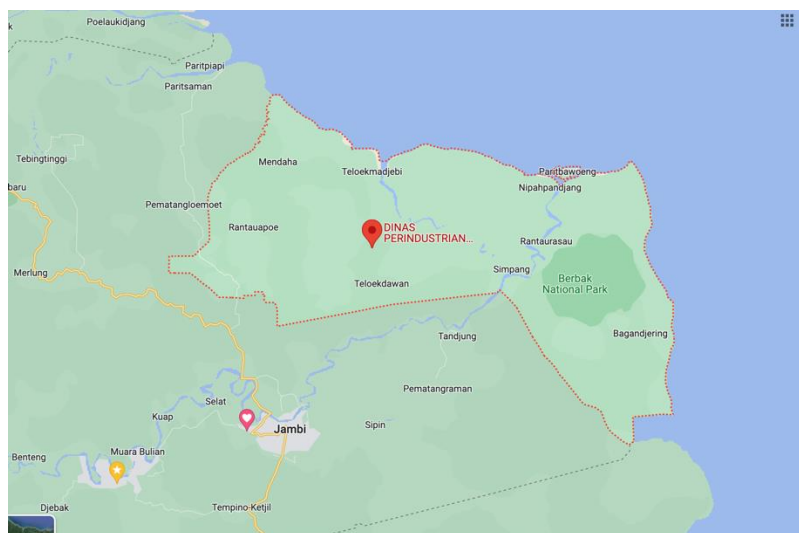 k
Poelaukidjang
Paritpiapi
Paritsaman
Tebingtinggi
baru
Mendaha
Teloekmadjebi
Paritbawoeng
Nipahpandjang
Pematangloemoet
Rantauapoe
DINAS
PERINDUSTRIAN...
Rantaurasau
Merlung
Simpang
Teloekdawan
Berbak
National Park
Tandjung
Bagandjering
Pematangraman
Selat
Kuap
Jambi
Sipin
Benteng
Muara Bulian
Djebak
Tempino-Ketjil